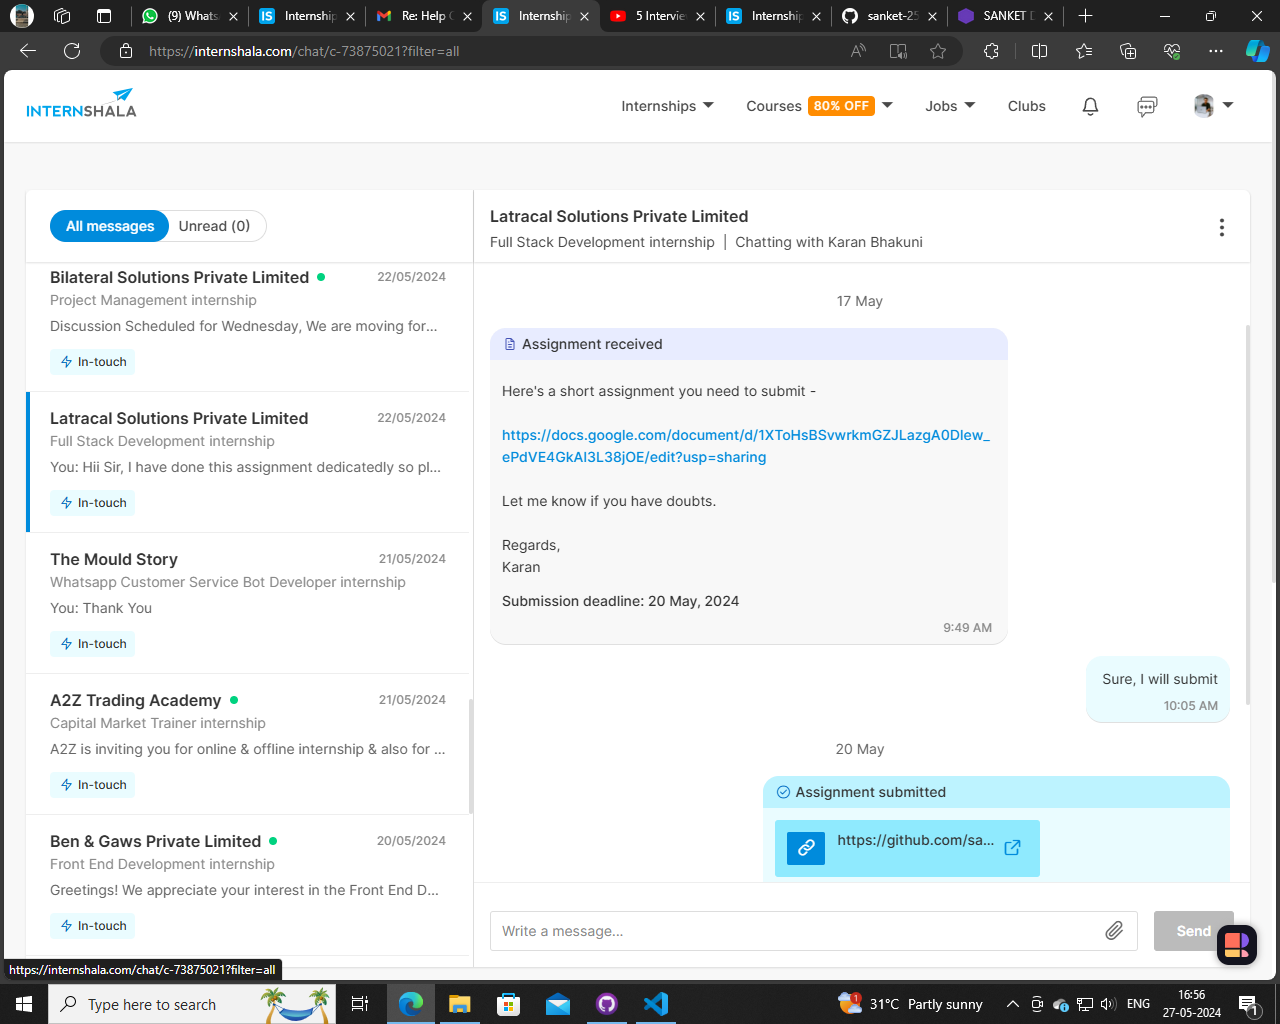 (9) Whats
Internship
Re: Help
Internship
5 Intervie
Internship
sanket-25
SANKET D
https://internshala.com/chat/c-73875021?filter=all
INTERNSHALA
Internships
Courses 80% OFF
Jobs
Clubs
All messages
Unread (0)
Bilateral Solutions Private Limited
22/05/2024
Project Management internship
Discussion Scheduled for Wednesday, We are moving for...
In-touch
Latracal Solutions Private Limited
22/05/2024
Full Stack Development internship
You: Hii Sir, I have done this assignment dedicatedly so pl...
In-touch
The Mould Story
21/05/2024
Whatsapp Customer Service Bot Developer internship
You: Thank You
In-touch
A2Z Trading Academy
21/05/2024
Capital Market Trainer internship
A2Z is inviting you for online & offline internship & also for ...
In-touch
Ben & Gaws Private Limited
20/05/2024
Front End Development internship
Greetings! We appreciate your interest in the Front End D...
In-touch
Latracal Solutions Private Limited
Full Stack Development internship | Chatting with Karan Bhakuni
17 May
Assignment received
Here's a short assignment you need to submit -
https://docs.google.com/document/d/1XToHsBSvwrkmGZJLazgA0Dlew_
ePdVE4GkAI3L38jOE/edit?usp=sharing
Let me know if you have doubts.
Regards,
Karan
Submission deadline: 20 May, 2024
9:49 AM
Sure, I will submit
10:05 AM
20 May
Assignment submitted
https://github.com/sa...
Write a message...
Send
https://internshala.com/chat/c-73875021?filter=all
Type here to search
1
31°C Partly sunny
ENG
16:56
27-05-2024
1